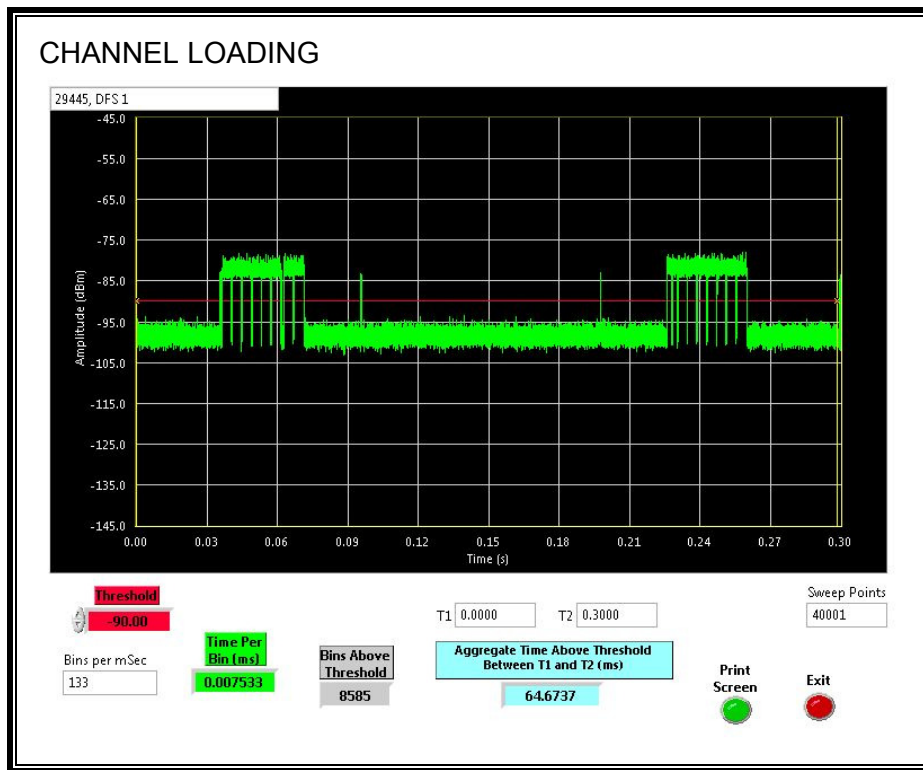 CHANNEL LOADING
29445, DFS 1
-45.0
-55.0
-65.0
-75.0
-85.0
-95.0
-105.0
-115.0
-125.0
-135.0
-145.0
Amplitude (dBm)
0.00 0.03 0.06 0.09 0.12 0.15 0.18 0.21 0.24 0.27 0.30
Time (s)
Threshold
-90.00
T1 0.0000 T2 0.3000
Sweep Points
40001
Bins per mSec
133
Time Per
Bin (ms)
0.007533
Bins Above
Threshold
8585
Aggregate Time Above Threshold
Between T1 and T2 (ms)
64.6737
Print
Screen
Exit